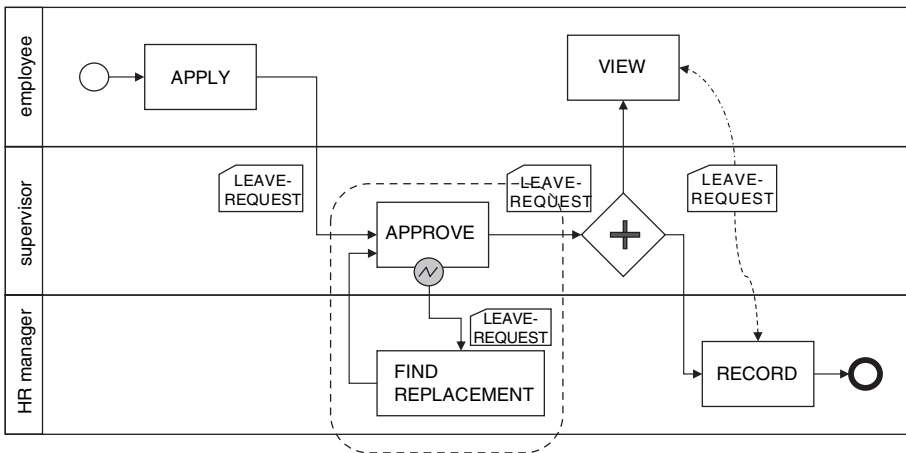 employee
APPLY
VIEW
supervisor
LEAVE-
REQUEST
LEAVE-
REQUEST
LEAVE-
REQUEST
APPROVE
HR manager
LEAVE-
REQUEST
FIND
REPLACEMENT
RECORD